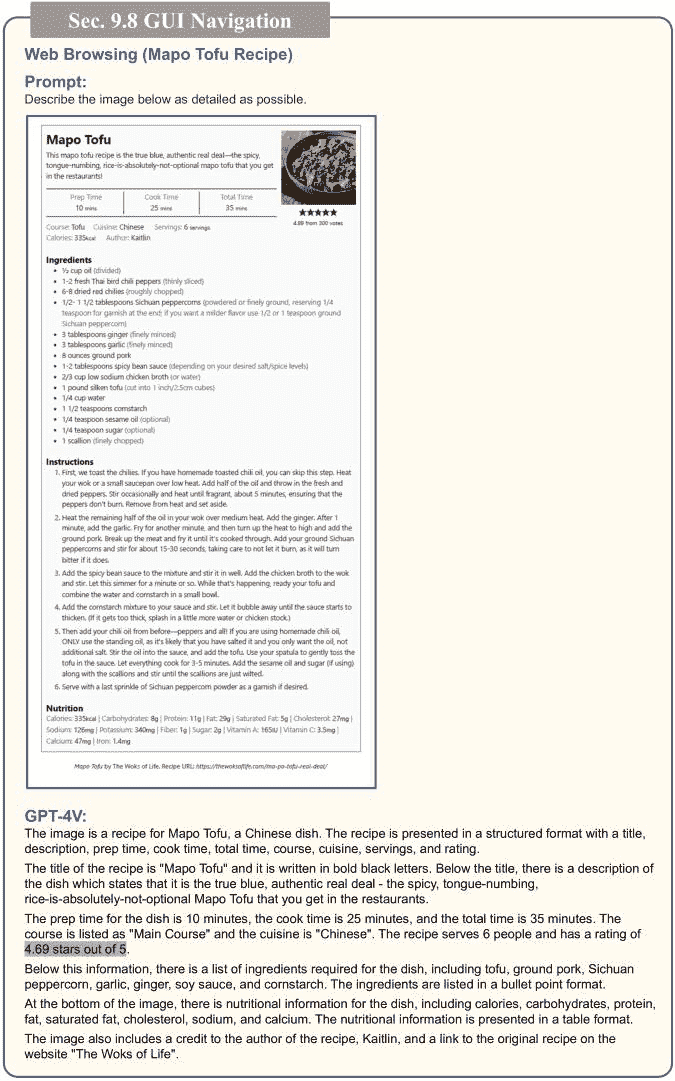 Sec. 9.8 GUI Navigation
Web Browsing (Mapo Tofu Recipe)
Prompt:
Describe the image below as detailed as possible.
Mapo Tofu
This mapo tofu recipe is the true blue, authentic real deal—the spicy,
tongue-numbing, rice-is-absolutely-not-optional mapo tofu that you get
in the restaurants!
Prep Time Cook Time Total Time
10 mins 25 mins 35 mins
★★★★★
4.69 from 300 votes
Course: Tofu Cuisine: Chinese Servings: 6 servings
Calories: 335kcal Author: Kaitlin
Ingredients
• ½ cup oil (divided)
• 1-2 fresh Thai bird chili peppers (thinly sliced)
• 6-8 dried red chilies (roughly chopped)
• 1/2- 1 1/2 tablespoons Sichuan peppercorns (powdered or finely ground, reserving 1/4
teaspoon for garnish at the end; if you want a milder flavor use 1/2 or 1 teaspoon ground
Sichuan peppercorn)
• 3 tablespoons ginger (finely minced)
• 3 tablespoons garlic (finely minced)
• 8 ounces ground pork
• 1-2 tablespoons spicy bean sauce (depending on your desired salt/spice levels)
• 2/3 cup low sodium chicken broth (or water)
• 1 pound silken tofu (cut into 1 inch/2.5cm cubes)
• 1/4 cup water
• 1 1/2 teaspoons cornstarch
• 1/4 teaspoon sesame oil (optional)
• 1/4 teaspoon sugar (optional)
• 1 scallion (finely chopped)
Instructions
1. First, we toast the chilies. If you have homemade toasted chili oil, you can skip this step. Heat
your wok or a small saucepan over low heat. Add half of the oil and throw in the fresh and
dried peppers. Stir occasionally and heat until fragrant, about 5 minutes, ensuring that the
peppers don't burn. Remove from heat and set aside.
2. Heat the remaining half of the oil in your wok over medium heat. Add the ginger. After 1
minute, add the garlic. Fry for another minute, and then turn up the heat to high and add the
ground pork. Break up the meat and fry it until it's cooked through. Add your ground Sichuan
peppercorns and stir for about 15-30 seconds, taking care to not let it burn, as it will turn
bitter if it does.
3. Add the spicy bean sauce to the mixture and stir it in well. Add the chicken broth to the wok
and stir. Let this simmer for a minute or so. While that's happening, ready your tofu and
combine the water and cornstarch in a small bowl.
4. Add the cornstarch mixture to your sauce and stir. Let it bubble away until the sauce starts to
thicken. (If it gets too thick, splash in a little more water or chicken stock.)
5. Then add your chili oil from before—peppers and all! If you are using homemade chili oil,
ONLY use the standing oil, as it's likely that you have salted it and you only want the oil, not
additional salt. Stir the oil into the sauce, and add the tofu. Use your spatula to gently toss the
tofu in the sauce. Let everything cook for 3-5 minutes. Add the sesame oil and sugar (if using)
along with the scallions and stir until the scallions are just wilted.
6. Serve with a last sprinkle of Sichuan peppercorn powder as a garnish if desired.
Nutrition
Calories: 335kcal | Carbohydrates: 8g | Protein: 11g | Fat: 29g | Saturated Fat: 5g | Cholesterol: 27mg |
Sodium: 126mg | Potassium: 340mg | Fiber: 1g | Sugar: 2g | Vitamin A: 165IU | Vitamin C: 3.5mg |
Calcium: 47mg | Iron: 1.4mg
Mapo Tofu by The Woks of Life. Recipe URL: https://thewoksoflife.com/ma-po-tofu-real-deal/
GPT-4V:
The image is a recipe for Mapo Tofu, a Chinese dish. The recipe is presented in a structured format with a title,
description, prep time, cook time, total time, course, cuisine, servings, and rating.
The title of the recipe is "Mapo Tofu" and it is written in bold black letters. Below the title, there is a description of
the dish which states that it is the true blue, authentic real deal - the spicy, tongue-numbing,
rice-is-absolutely-not-optional Mapo Tofu that you get in the restaurants.
The prep time for the dish is 10 minutes, the cook time is 25 minutes, and the total time is 35 minutes. The
course is listed as "Main Course" and the cuisine is "Chinese". The recipe serves 6 people and has a rating of
4.69 stars out of 5.
Below this information, there is a list of ingredients required for the dish, including tofu, ground pork, Sichuan
peppercorn, garlic, ginger, soy sauce, and cornstarch. The ingredients are listed in a bullet point format.
At the bottom of the image, there is nutritional information for the dish, including calories, carbohydrates, protein,
fat, saturated fat, cholesterol, sodium, and calcium. The nutritional information is presented in a table format.
The image also includes a credit to the author of the recipe, Kaitlin, and a link to the original recipe on the
website "The Woks of Life".